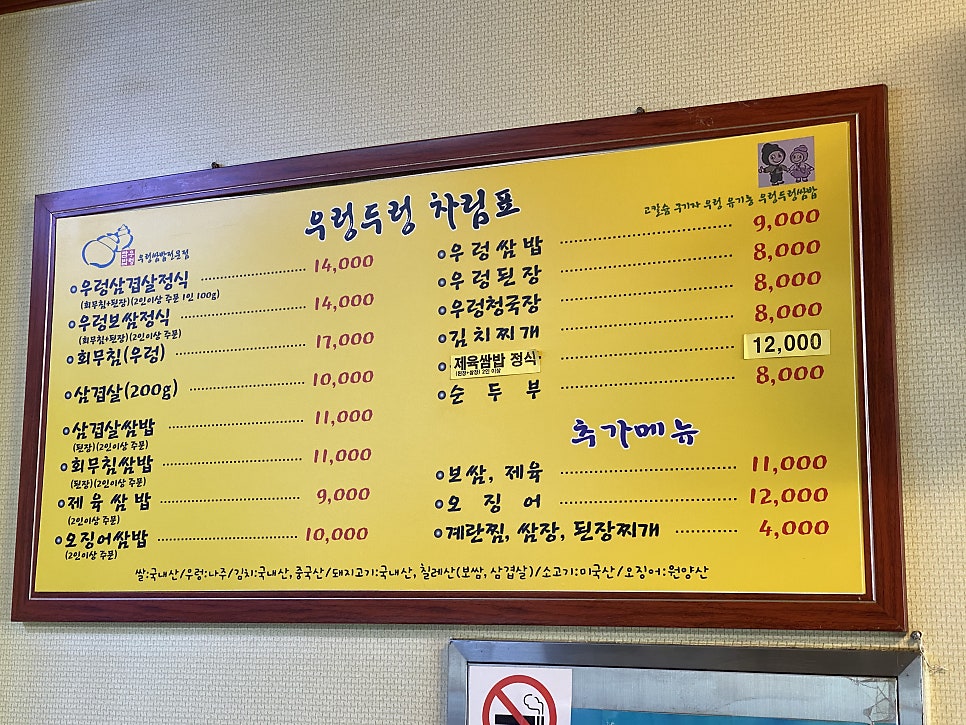 우렁두렁 차림표
고칼슘 구기자 우렁 유기농 우렁두렁쌈밥
우렁쌈밥전문점
우렁삼겹살정식 14,000
(회무침+된장)(2인이상 주문 1인 100g)
우렁보쌈정식 14,000
(회무침+된장)(2인이상 주문)
회무침(우렁) 17,000
삼겹살(200g) 10,000
삼겹살쌈밥 11,000
(된장)(2인이상 주문)
회무침쌈밥 11,000
(된장)(2인이상 주문)
제육쌈밥 9,000
(2인이상 주문)
오징어쌈밥 10,000
(2인이상 주문)
우렁쌈밥 9,000
우렁된장 8,000
우렁청국장 8,000
김치찌개 8,000
제육쌈밥 정식 12,000
순두부 8,000
추가메뉴
보쌈, 제육 11,000
오징어 12,000
계란찜, 쌈장, 된장찌개 4,000
쌀:국내산/우렁:나주/김치:국내산, 중국산/돼지고기:국내산, 칠레산(보쌈, 삼겹살)/소고기:미국산/오징어:원양산